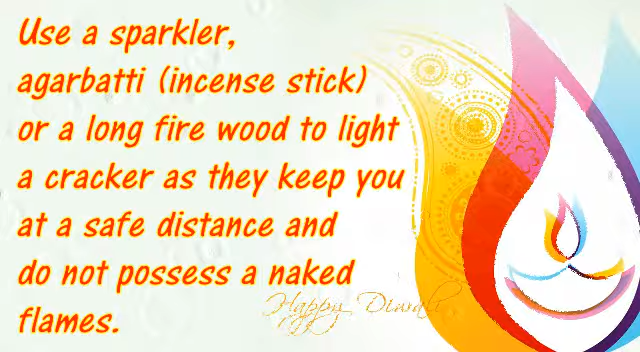 Use a sparkler,
agarbatti (incense stick)
or a long fire wood to light
a cracker as they keep you
at a safe distance and
do not possess a naked
flames.
Happy Diwali